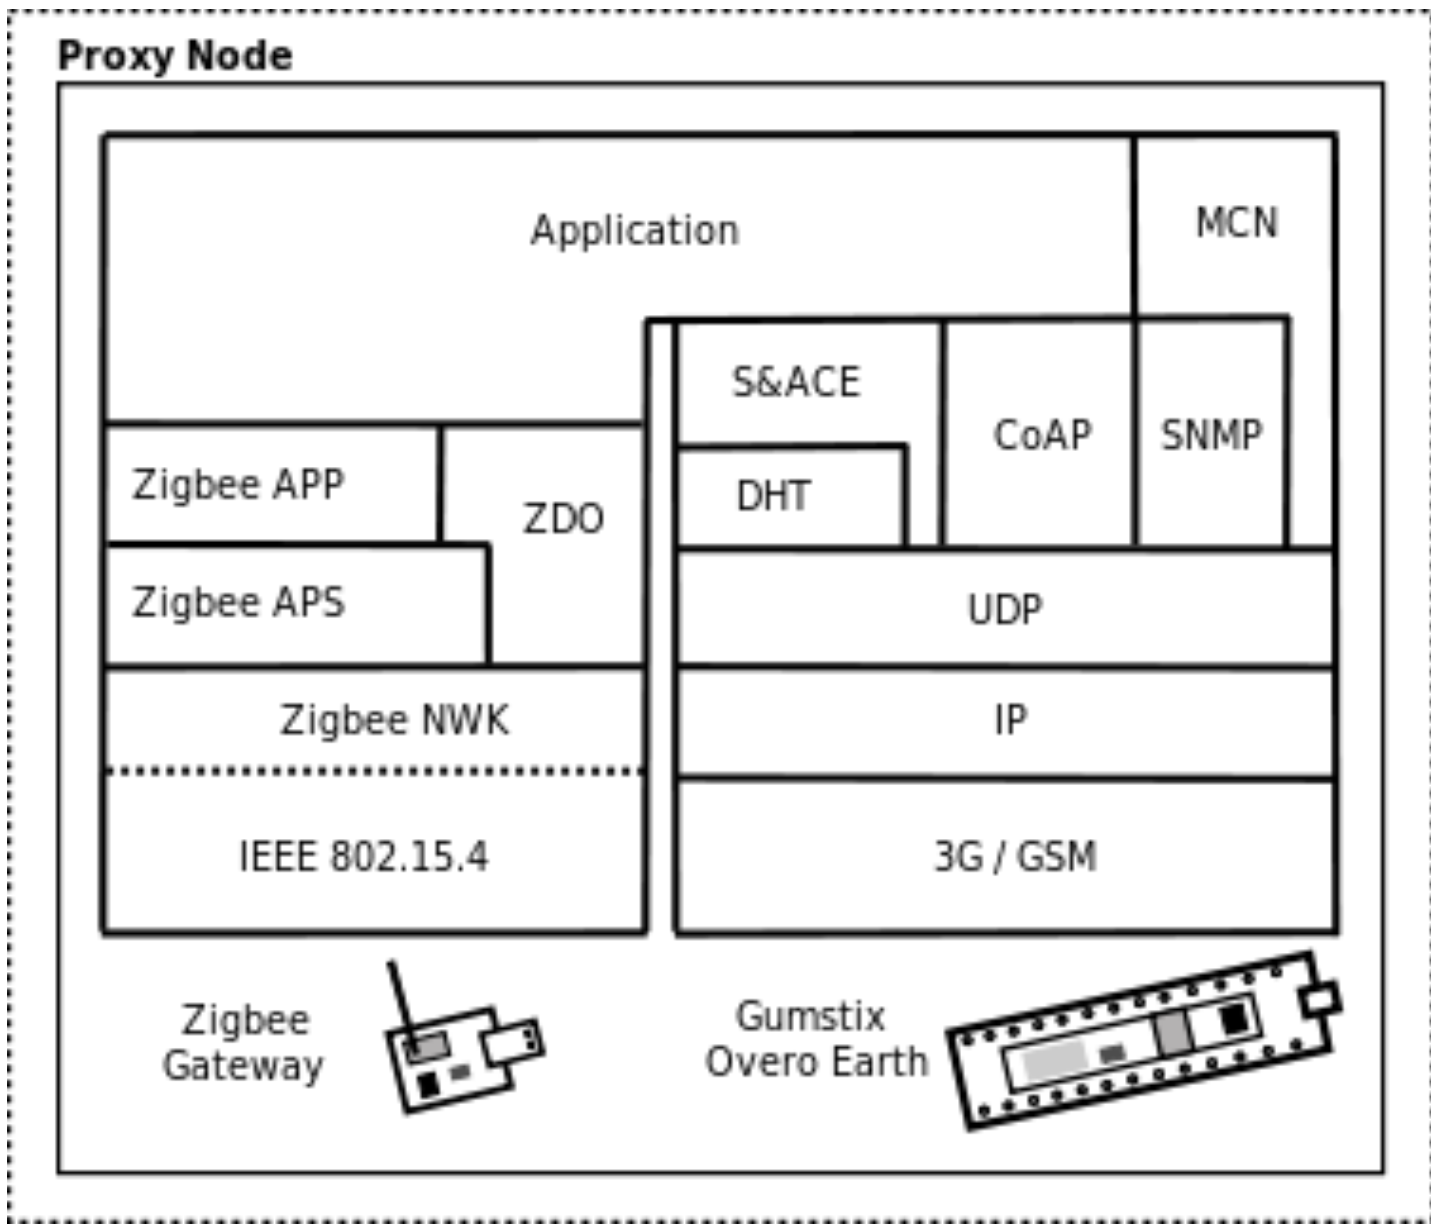 Proxy Node
Application
MCN
S&ACE
CoAP
SNMP
DHT
Zigbee APP
ZDO
Zigbee APS
UDP
Zigbee NWK
IP
IEEE 802.15.4
3G / GSM
Zigbee
Gateway
Gumstix
Overo Earth